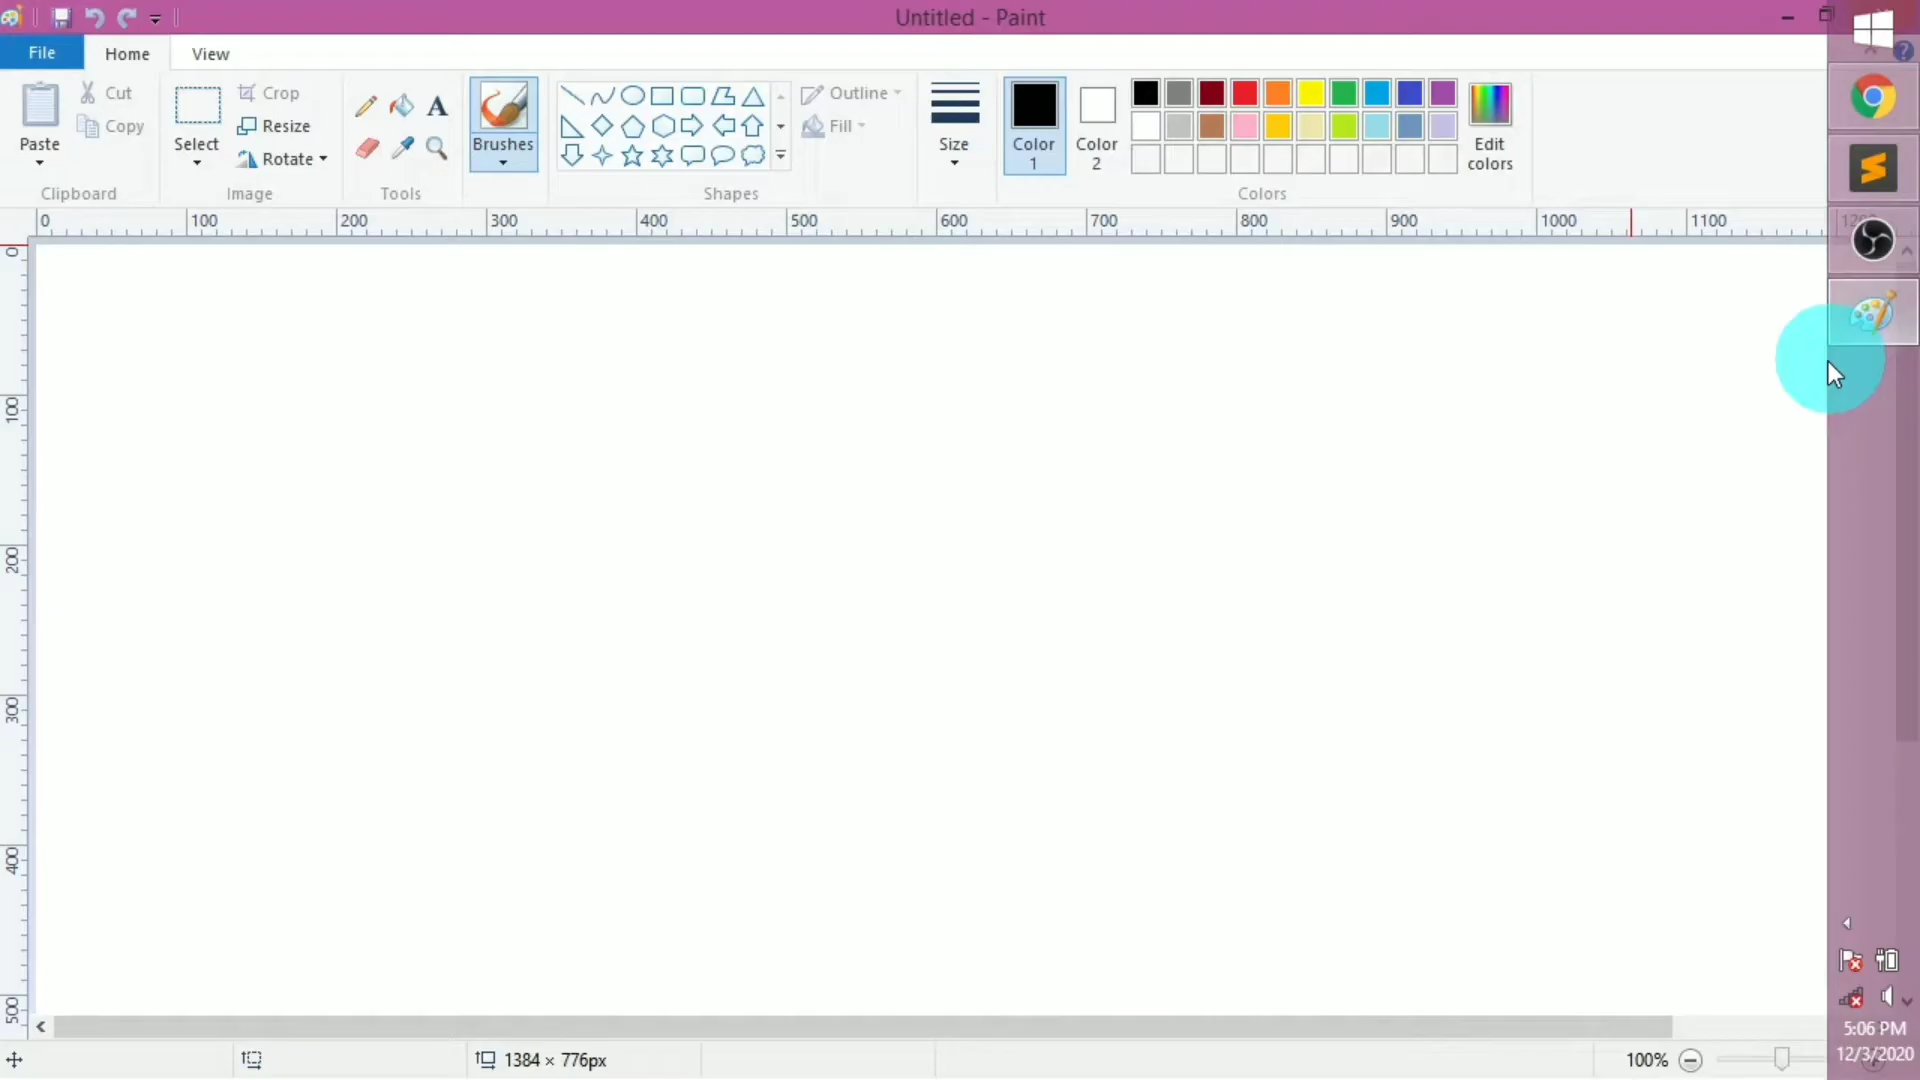 Untitled - Paint
File Home View
Paste
Cut
Copy
Clipboard
Select
Crop
Resize
Rotate
Image
A
Tools
Brushes
Shapes
Outline
Fill
Size
Color 1
Color 2
Edit colors
Colors
0 100 200 300 400 500 600 700 800 900 1000 1100 1200
0
100
200
300
400
500
1384 × 776px
100%
5:06 PM
12/3/2020